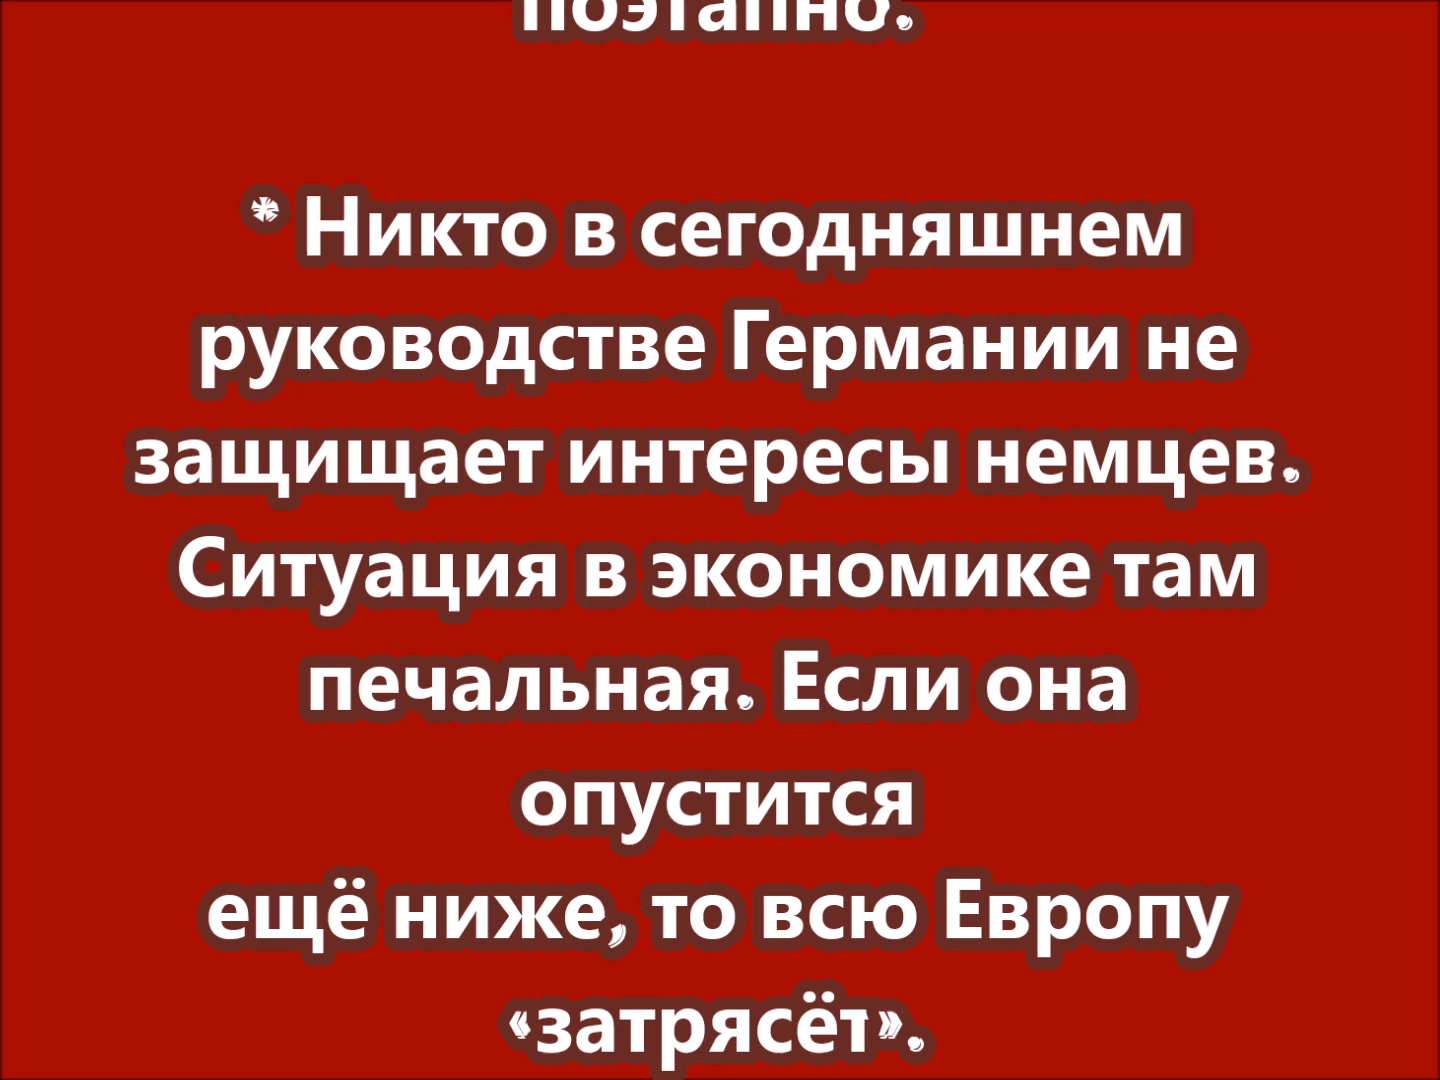 поэтапно.
* Никто в сегодняшнем
руководстве Германии не
защищает интересы немцев.
Ситуация в экономике там
печальная. Если она
опустится
ещё ниже, то всю Европу
«затрясёт».